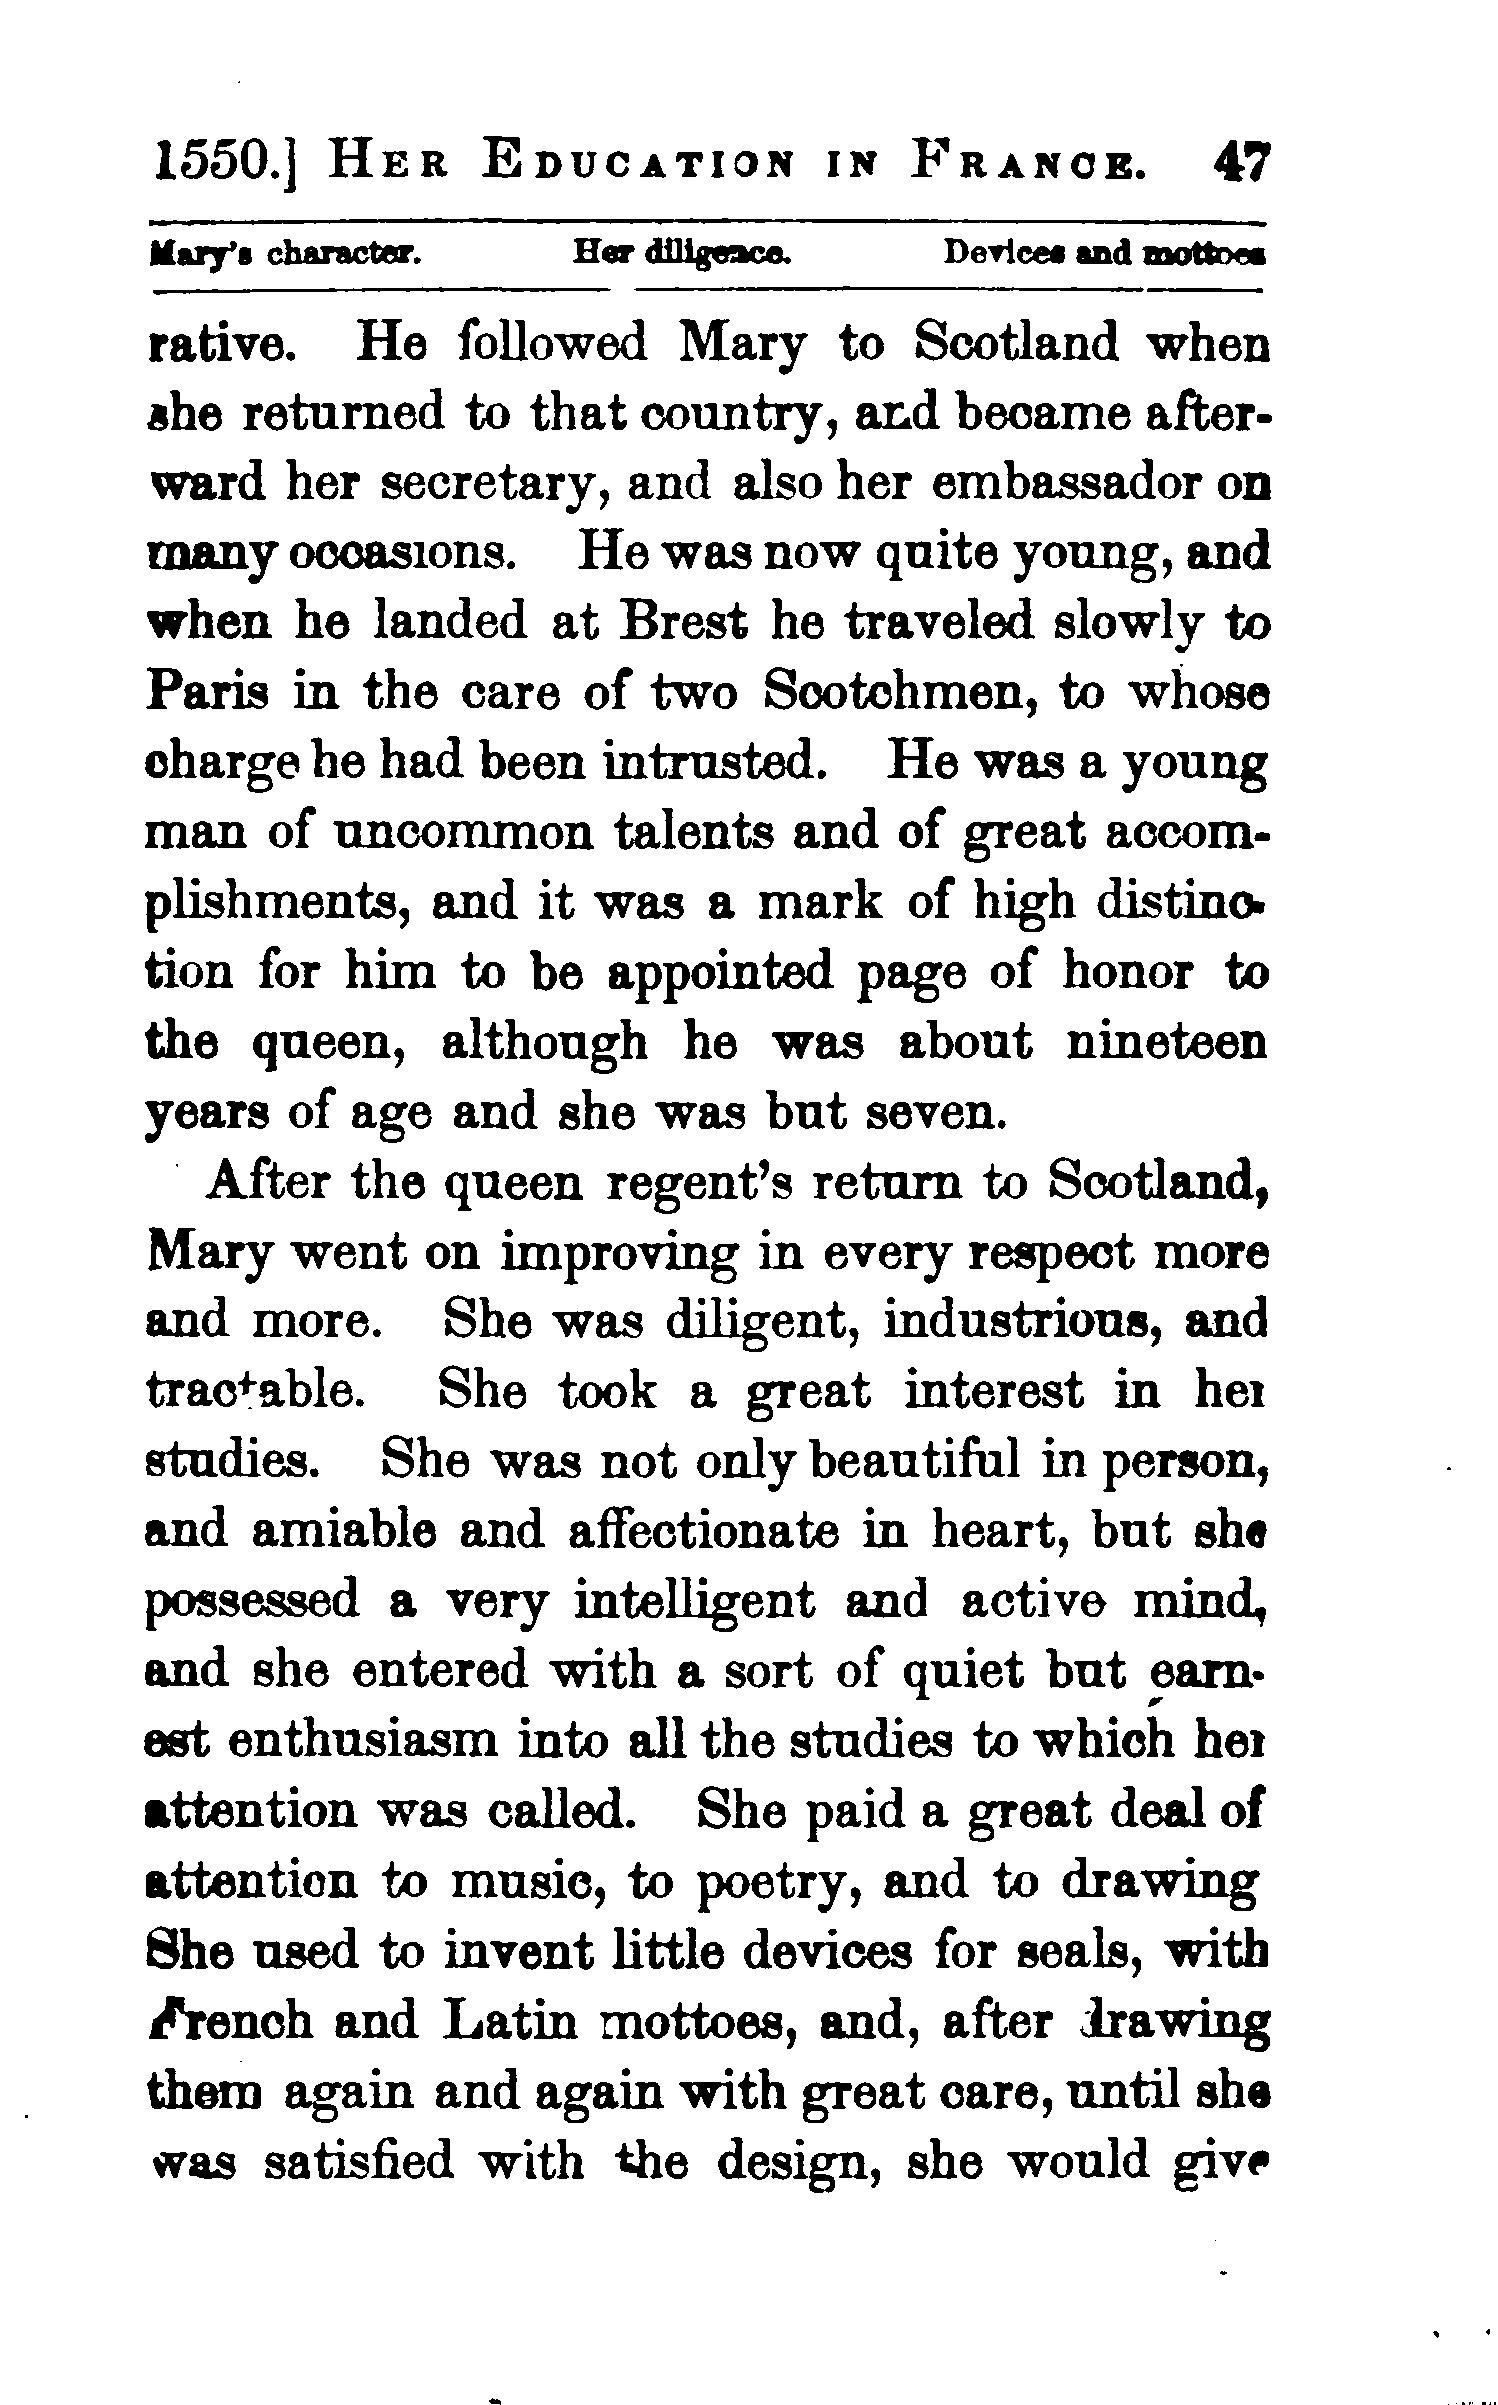 1550.] HER EDUCATION IN FRANCE. 47
Mary's character. Her diligence. Devices and mottoes
rative. He followed Mary to Scotland when
she returned to that country, and became after-
ward her secretary, and also her embassador on
many occasions. He was now quite young, and
when he landed at Brest he traveled slowly to
Paris in the care of two Scotchmen, to whose
charge he had been intrusted. He was a young
man of uncommon talents and of great accom-
plishments, and it was a mark of high distinc-
tion for him to be appointed page of honor to
the queen, although he was about nineteen
years of age and she was but seven.
After the queen regent's return to Scotland,
Mary went on improving in every respect more
and more. She was diligent, industrious, and
tractable. She took a great interest in her
studies. She was not only beautiful in person,
and amiable and affectionate in heart, but she
possessed a very intelligent and active mind,
and she entered with a sort of quiet but earn-
est enthusiasm into all the studies to which her
attention was called. She paid a great deal of
attention to music, to poetry, and to drawing
She used to invent little devices for seals, with
French and Latin mottoes, and, after drawing
them again and again with great care, until she
was satisfied with the design, she would give